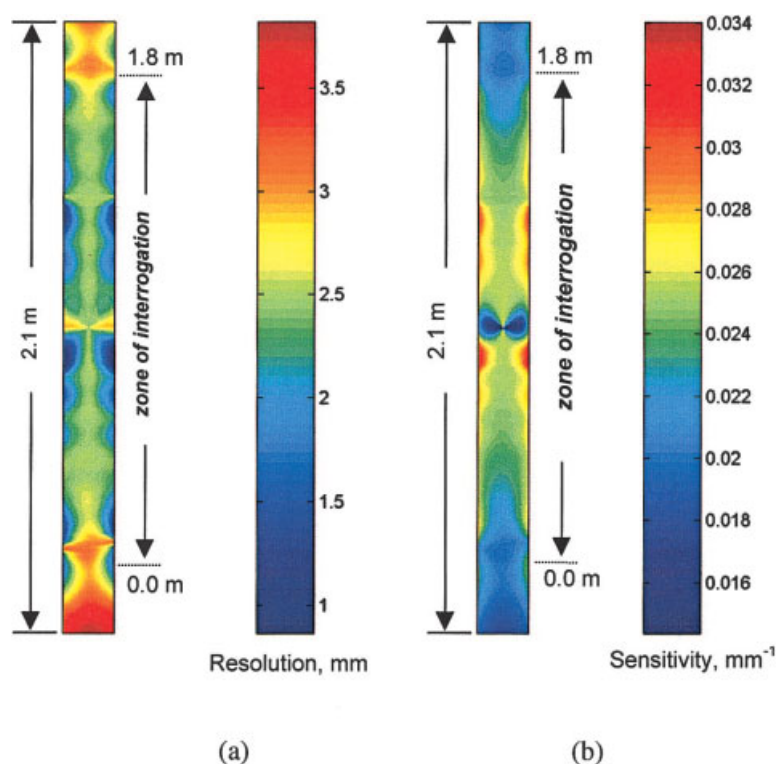 1.8 m
2.1 m
zone of interrogation
0.0 m
3.5
3
2.5
2
1.5
1
Resolution, mm
(a)
1.8 m
2.1 m
zone of interrogation
0.0 m
0.034
0.032
0.03
0.028
0.026
0.024
0.022
0.02
0.018
0.016
Sensitivity, mm⁻¹
(b)